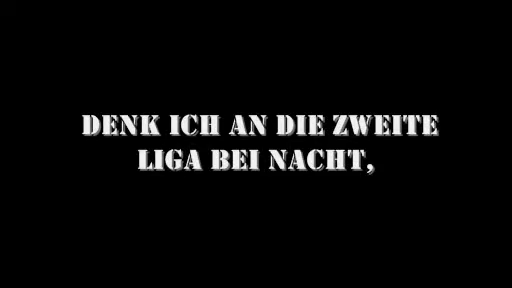 DENK ICH AN DIE ZWEITE
LIGA BEI NACHT,